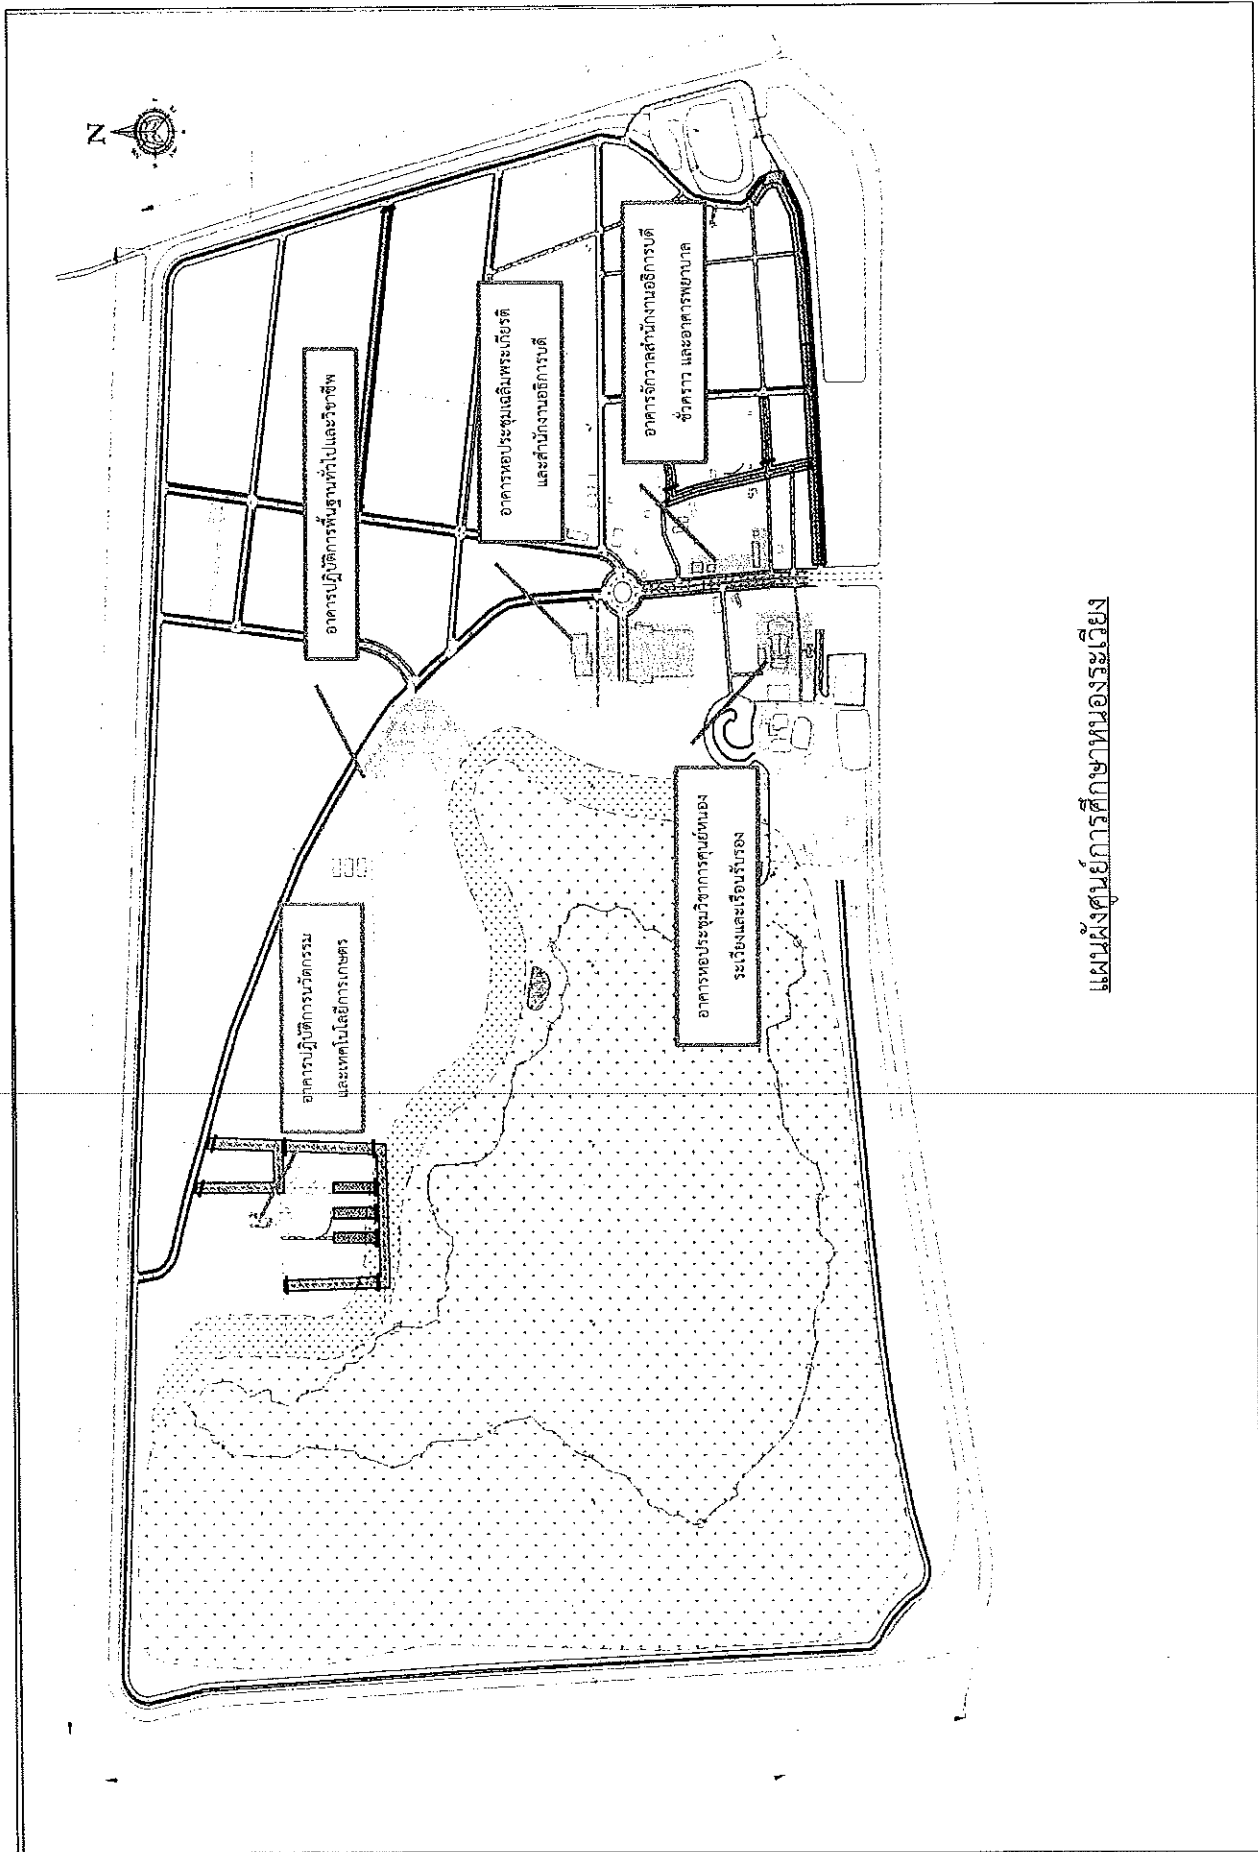 N
อาคารปฏิบัติการพื้นฐานทั่วไปและวิชาชีพ
อาคารหอประชุมเฉลิมพระเกียรติ
และสำนักงานอธิการบดี
อาคารจักวาลสำนักงานอธิการบดี
ชั่วคราว และอาคารพยาบาล
อาคารปฏิบัติการนวัตกรรม
และเทคโนโลยีการเกษตร
อาคารหอประชุมวิชาการศูนย์หนอง
ระเวียงและเรือนรับรอง
แผนผังศูนย์การศึกษาหนองระเวียง